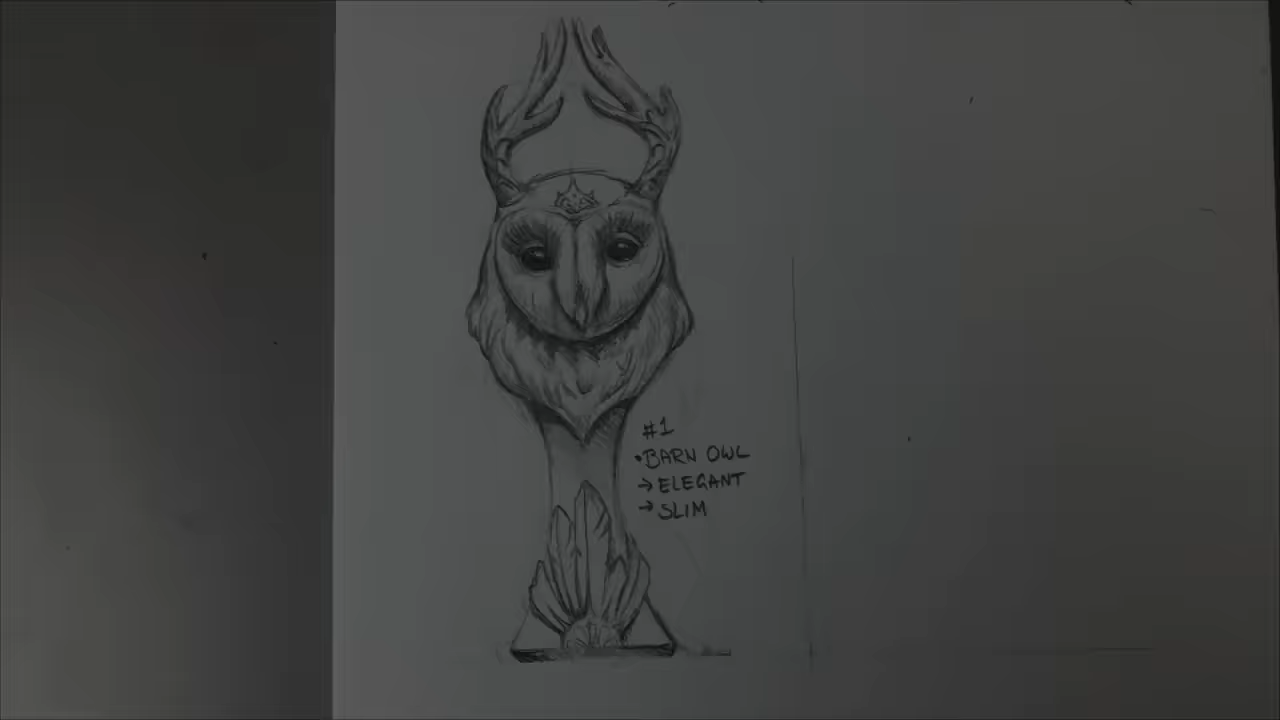 #1
•BARN OWL
→ELEGANT
→SLIM